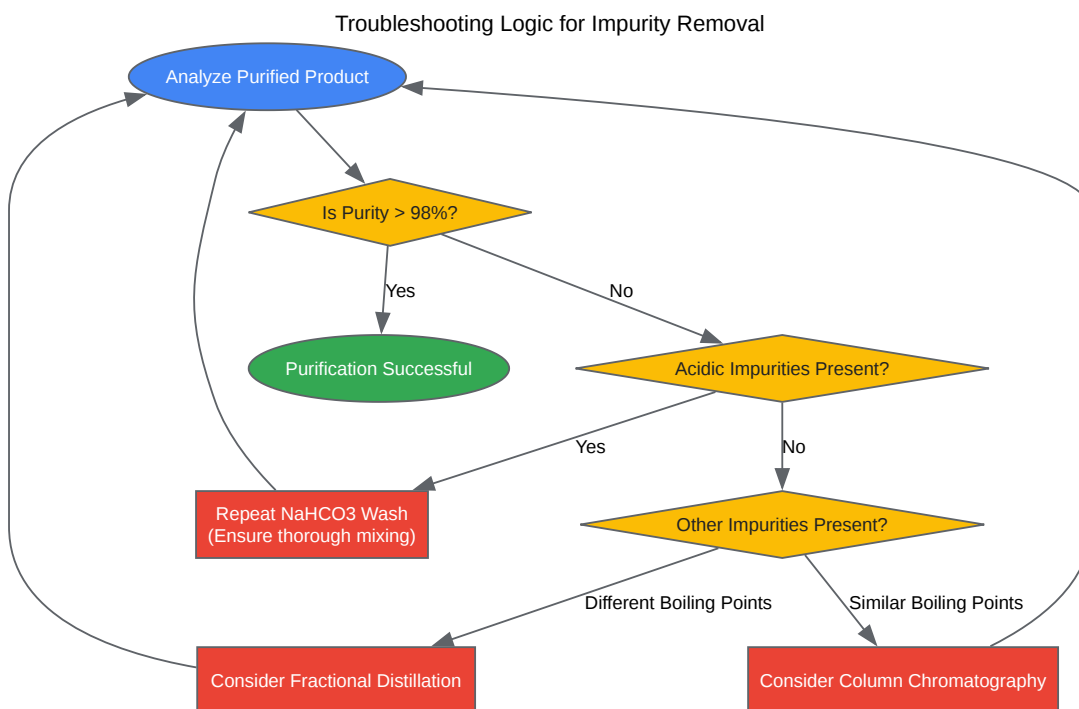 Troubleshooting Logic for Impurity Removal
Analyze Purified Product
Is Purity > 98%?
Yes
No
Purification Successful
Acidic Impurities Present?
Yes
No
Repeat NaHCO3 Wash
(Ensure thorough mixing)
Other Impurities Present?
Different Boiling Points
Similar Boiling Points
Consider Fractional Distillation
Consider Column Chromatography